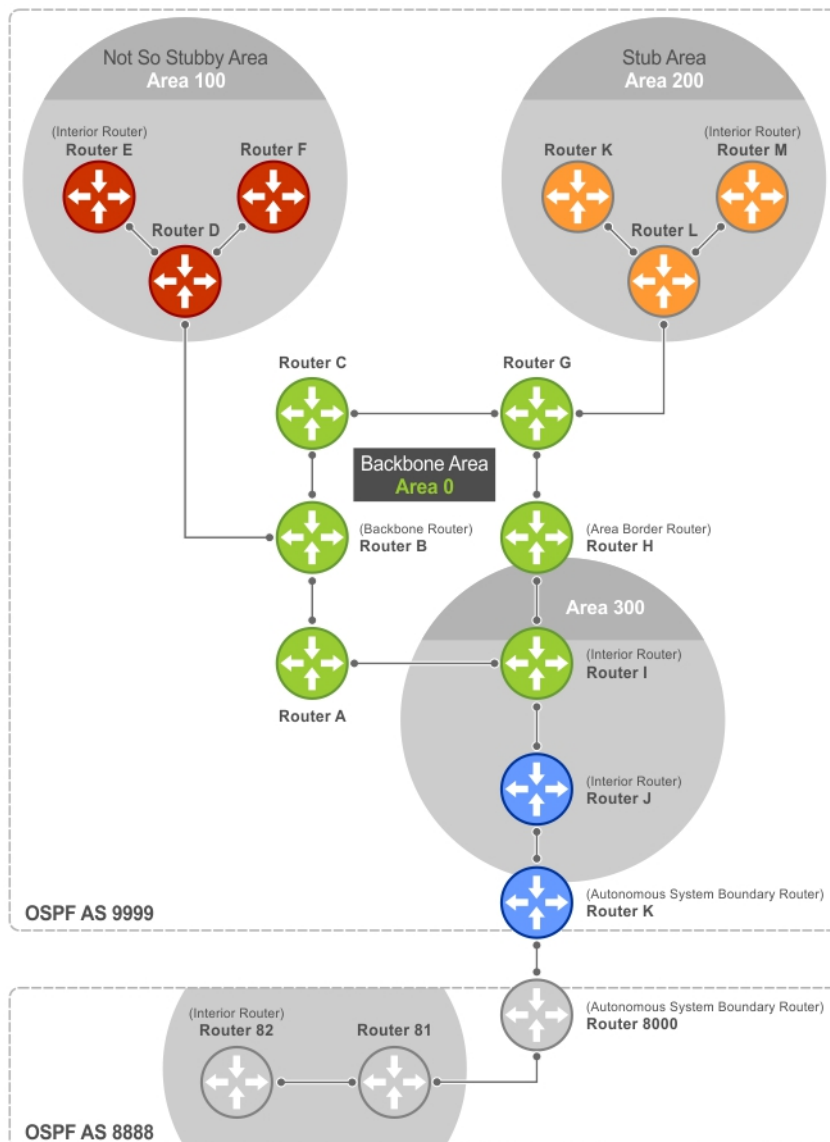 Not So Stubby Area
Area 100
Stub Area
Area 200
(Interior Router)
Router E
Router F
Router D
Router K
(Interior Router)
Router M
Router L
Router C
Router G
Backbone Area
Area 0
(Backbone Router)
Router B
(Area Border Router)
Router H
Area 300
(Interior Router)
Router I
Router A
(Interior Router)
Router J
(Autonomous System Boundary Router)
Router K
OSPF AS 9999
(Autonomous System Boundary Router)
Router 8000
(Interior Router)
Router 82
Router 81
OSPF AS 8888